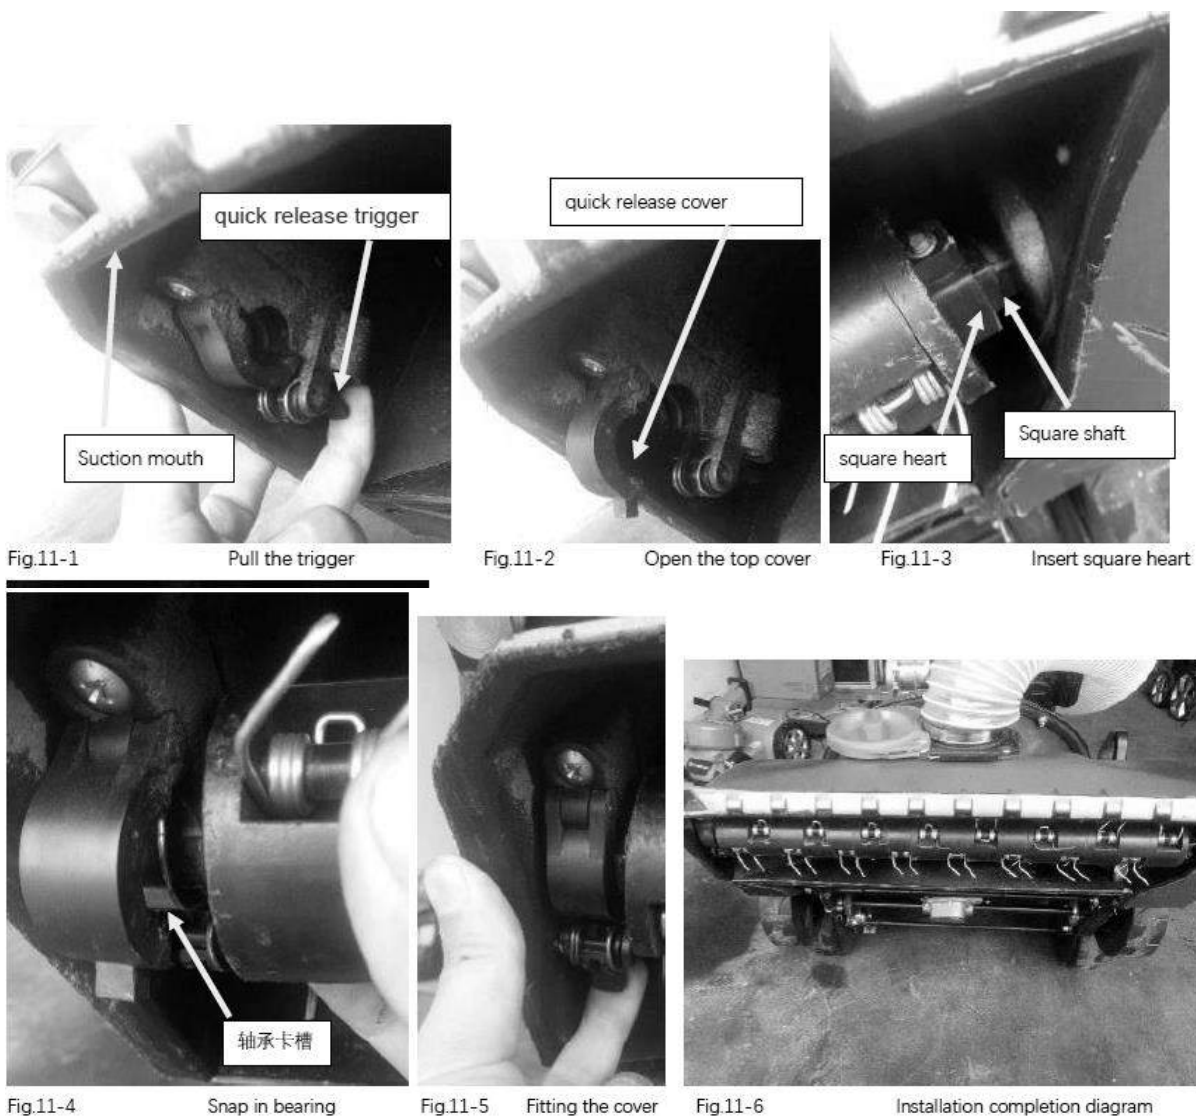 quick release trigger
Suction mouth
Fig.11-1 Pull the trigger
quick release cover
Fig.11-2 Open the top cover
square heart
Square shaft
Fig.11-3 Insert square heart
轴承卡槽
Fig.11-4 Snap in bearing
Fig.11-5 Fitting the cover
Fig.11-6 Installation completion diagram